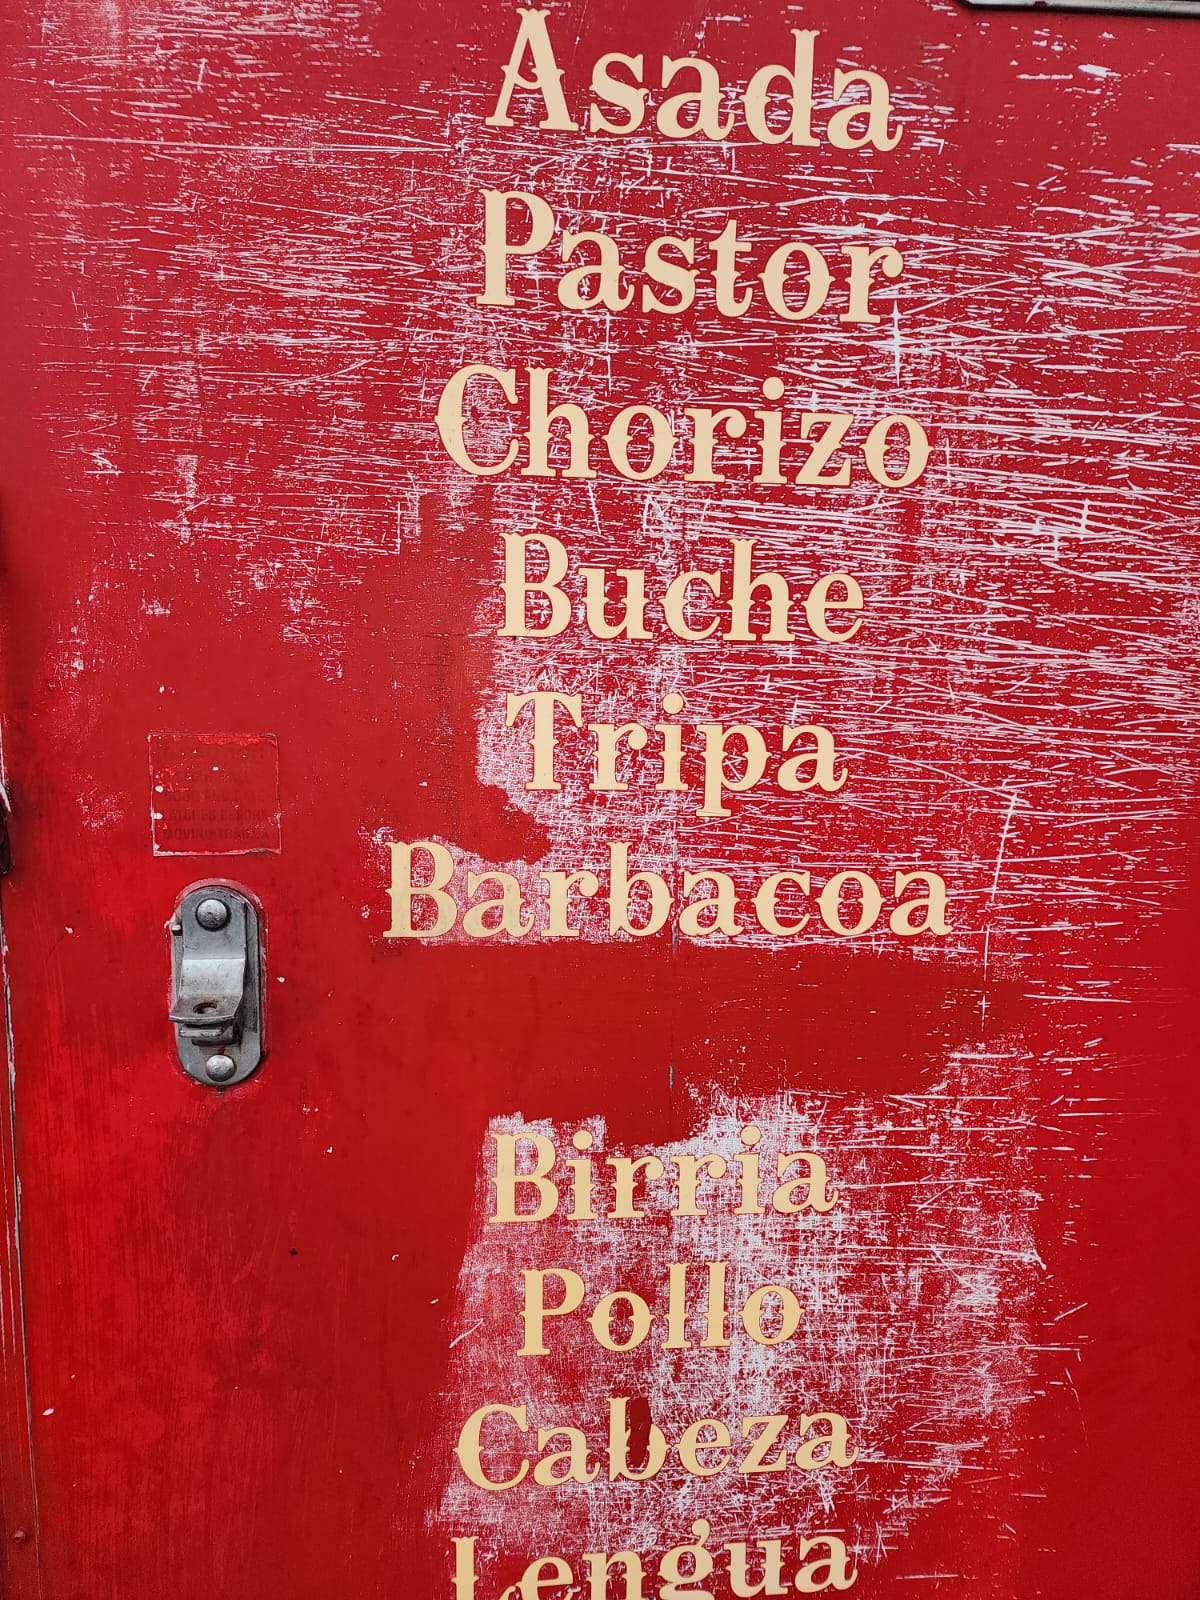 Asada
Pastor
Chorizo
Buche
Tripa
Barbacoa
Birria
Pollo
Cabeza
Lengua